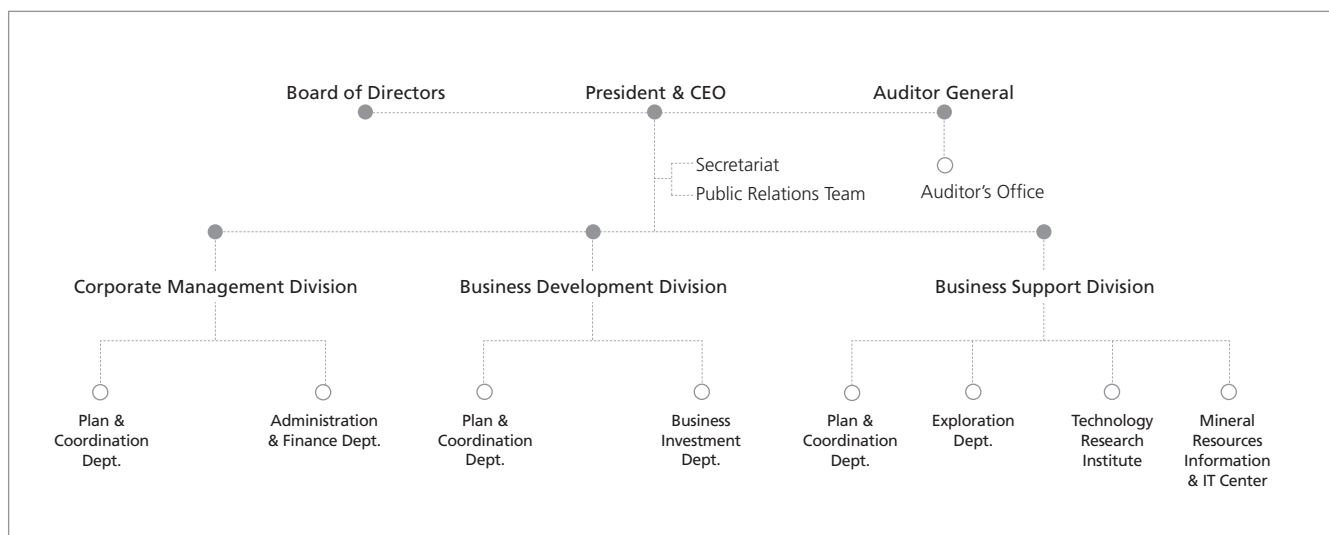 Board of Directors
President & CEO
Auditor General
Secretariat
Public Relations Team
Auditor’s Office
Corporate Management Division
Business Development Division
Business Support Division
Plan &
Coordination
Dept.
Administration
& Finance Dept.
Plan &
Coordination
Dept.
Business
Investment
Dept.
Plan &
Coordination
Dept.
Exploration
Dept.
Technology
Research
Institute
Mineral
Resources
Information
& IT Center